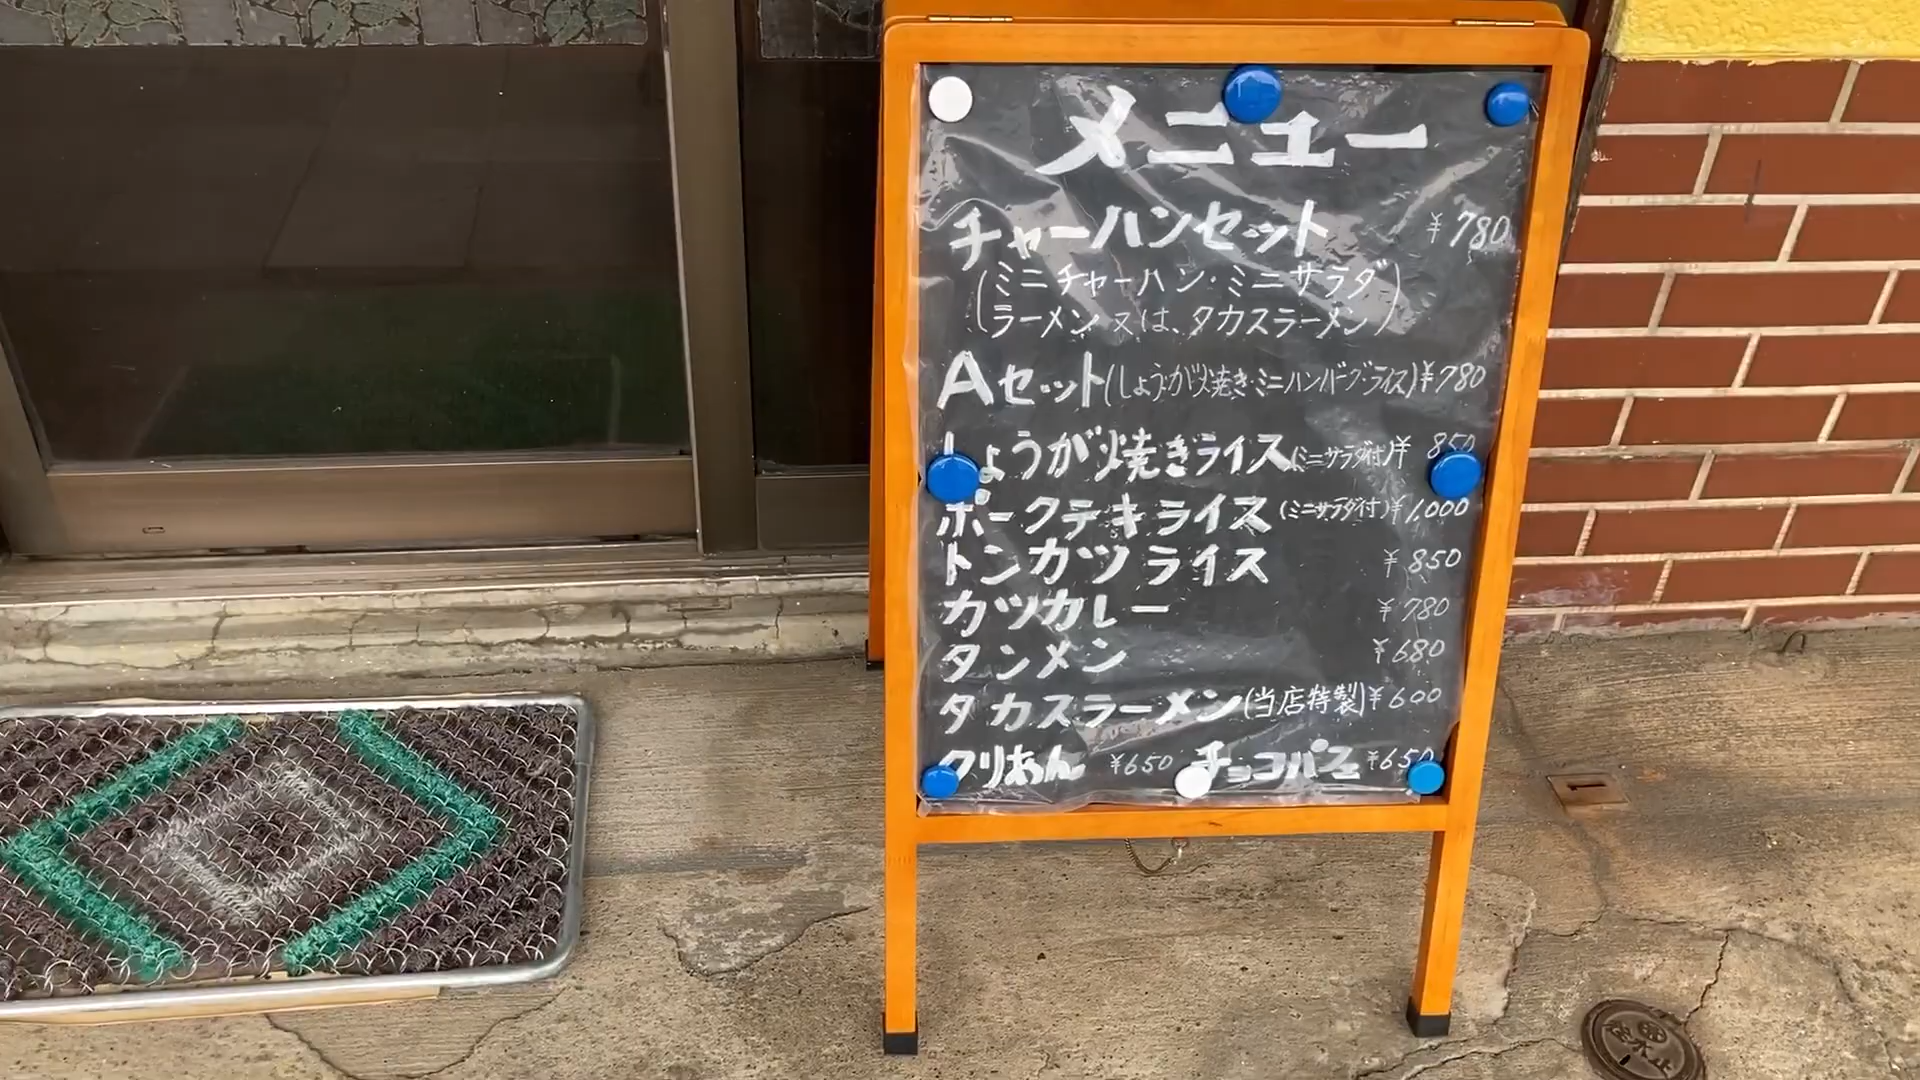 メニュー
チャーハンセット ¥780
(ミニチャーハン・ミニサラダ)
(ラーメン又は、タカスラーメン)
Aセット(しょうが焼き・ミニハンバーグ・ライス)¥780
しょうが焼きライス(ミニサラダ付)¥850
ポークテキライス(ミニサラダ付)¥1,000
トンカツライス ¥850
カツカレー ¥780
タンメン ¥680
タカスラーメン(当店特製)¥600
クリあん ¥650 チョコパフェ ¥650
止水栓